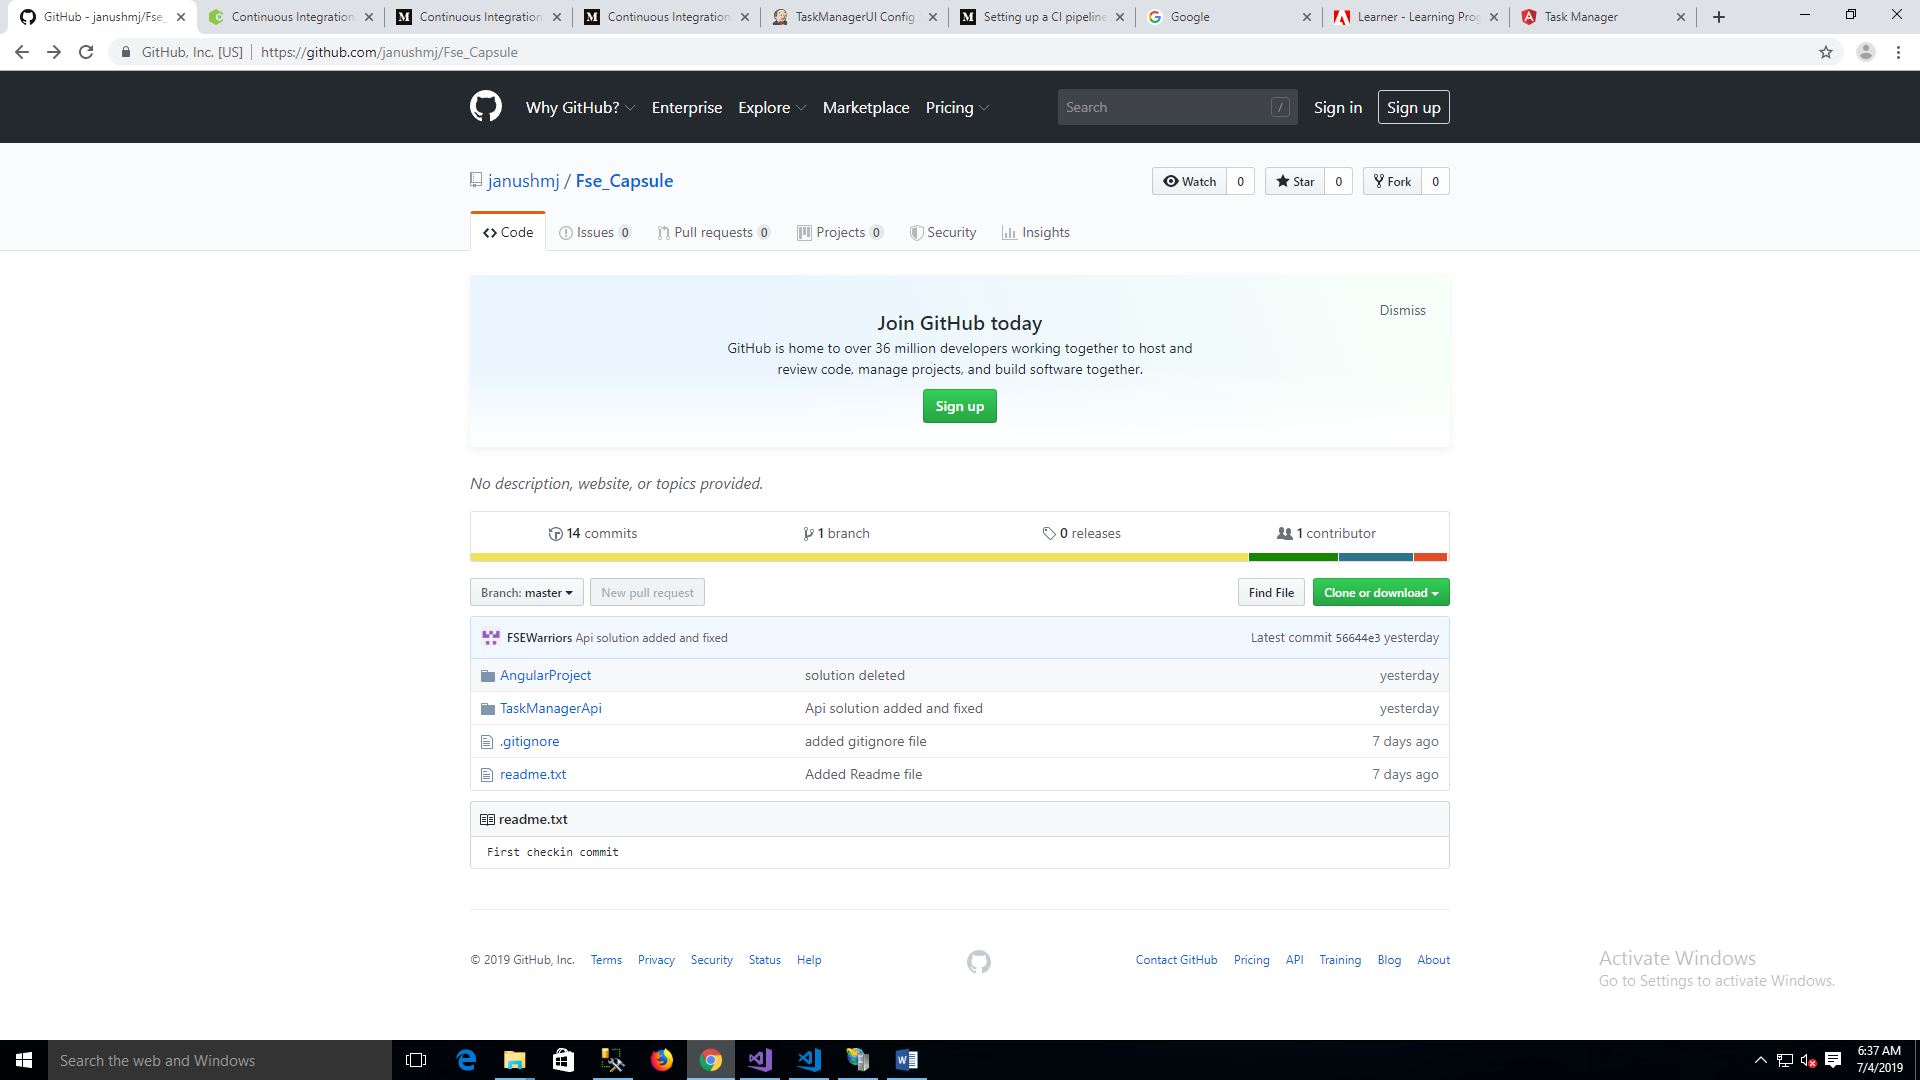 GitHub - janushmj/Fse_
Continuous Integration
Continuous Integration
Continuous Integration
TaskManagerUI Config
Setting up a CI pipeline
Google
Learner - Learning Prog
Task Manager
GitHub, Inc. [US]
https://github.com/janushmj/Fse_Capsule
Why GitHub?
Enterprise
Explore
Marketplace
Pricing
Search
/
Sign in
Sign up
janushmj / Fse_Capsule
Watch 0
Star 0
Fork 0
Code
Issues 0
Pull requests 0
Projects 0
Security
Insights
Dismiss
Join GitHub today
GitHub is home to over 36 million developers working together to host and
review code, manage projects, and build software together.
Sign up
No description, website, or topics provided.
14 commits
1 branch
0 releases
1 contributor
Branch: master
New pull request
Find File
Clone or download
FSEWarriors Api solution added and fixed
Latest commit 56644e3 yesterday
AngularProject solution deleted yesterday
TaskManagerApi Api solution added and fixed yesterday
.gitignore added gitignore file 7 days ago
readme.txt Added Readme file 7 days ago
readme.txt
First checkin commit
© 2019 GitHub, Inc. Terms Privacy Security Status Help
Contact GitHub Pricing API Training Blog About
Activate Windows
Go to Settings to activate Windows.
Search the web and Windows
6:37 AM
7/4/2019